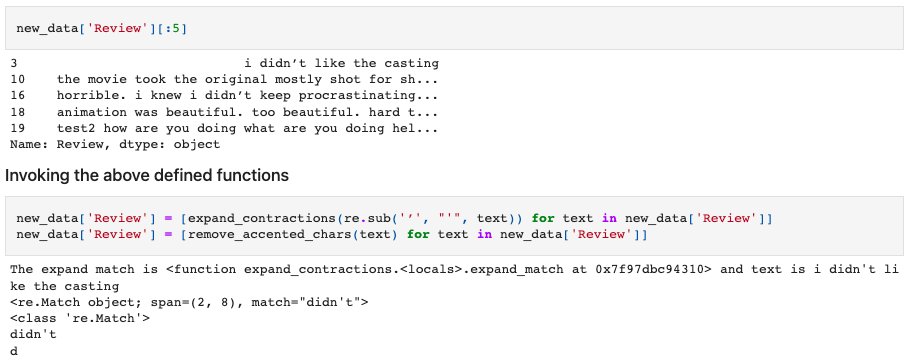 new_data['Review'][:5]
3                             i didn’t like the casting
10    the movie took the original mostly shot for sh...
16    horrible. i knew i didn’t keep procrastinating...
18    animation was beautiful. too beautiful. hard t...
19    test2 how are you doing what are you doing hel...
Name: Review, dtype: object
Invoking the above defined functions
new_data['Review'] = [expand_contractions(re.sub('’', "'", text)) for text in new_data['Review']]
new_data['Review'] = [remove_accented_chars(text) for text in new_data['Review']]
The expand match is <function expand_contractions.<locals>.expand_match at 0x7f97dbc94310> and text is i didn't li
ke the casting
<re.Match object; span=(2, 8), match="didn't">
<class 're.Match'>
didn't
d